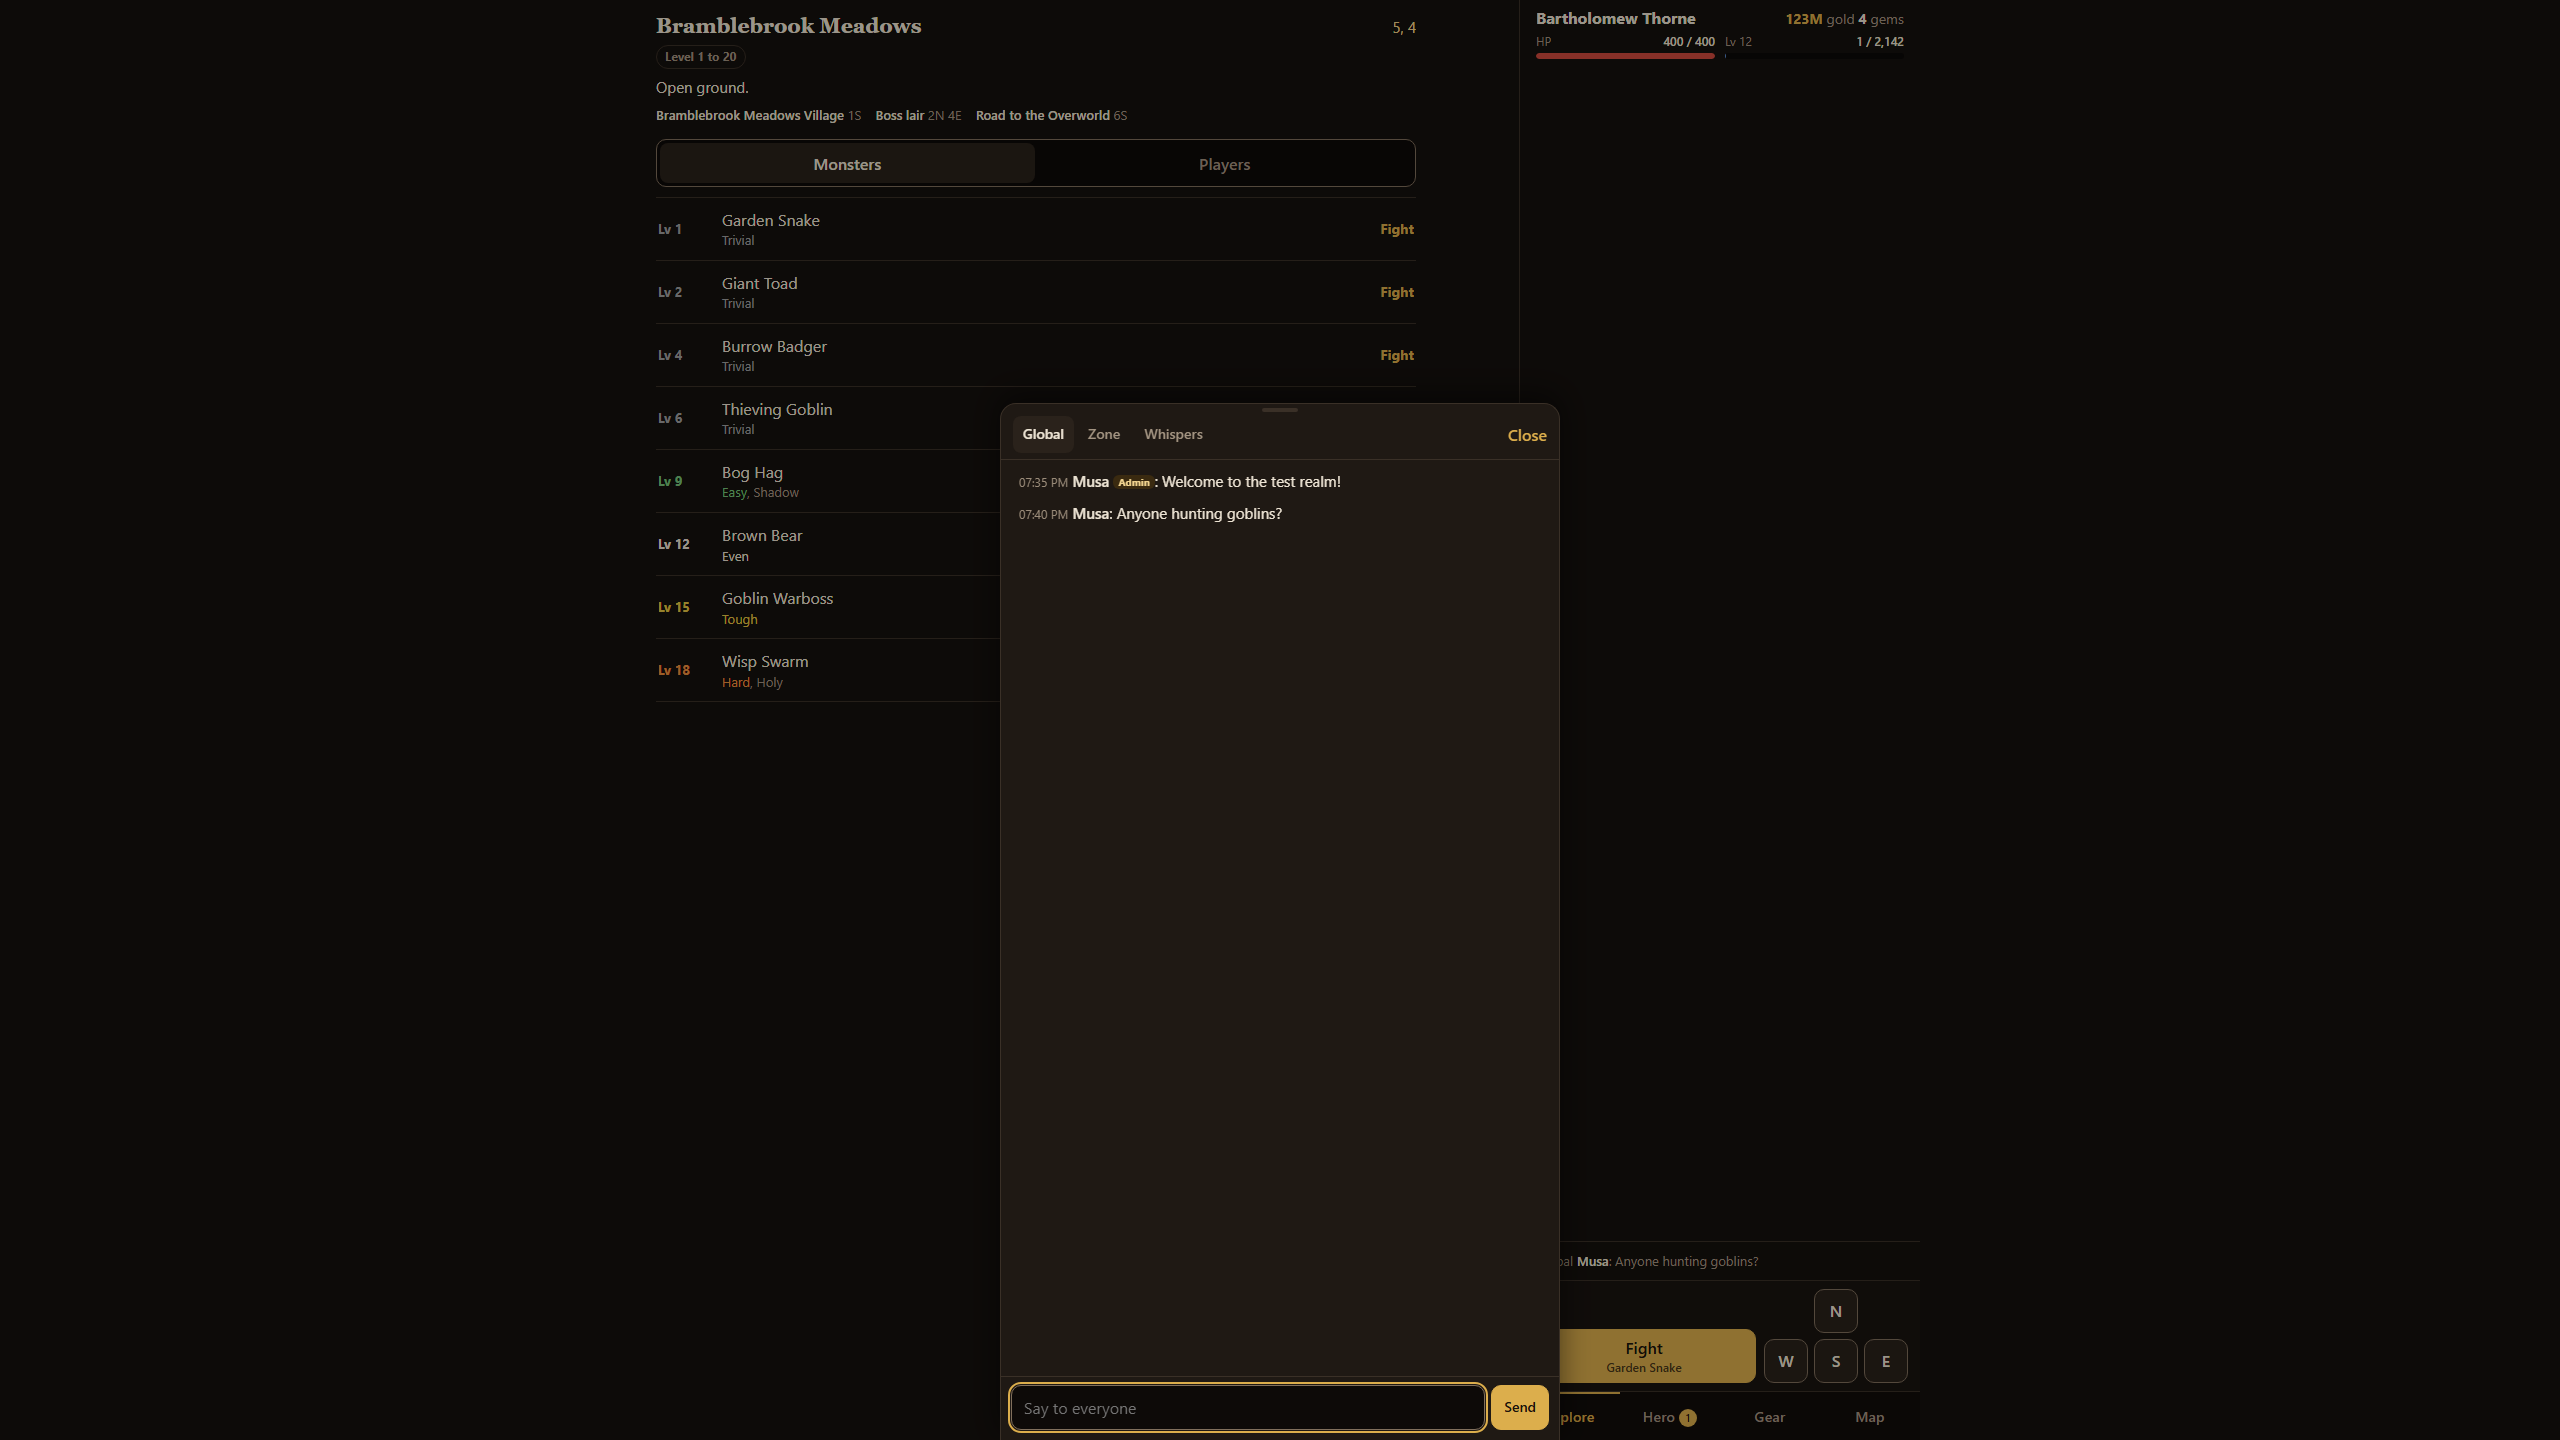 Bramblebrook Meadows
5, 4
Level 1 to 20
Open ground.
Bramblebrook Meadows Village 1S Boss lair 2N 4E Road to the Overworld 6S
Monsters
Players
Lv 1
Garden Snake
Trivial
Fight
Lv 2
Giant Toad
Trivial
Fight
Lv 4
Burrow Badger
Trivial
Fight
Lv 6
Thieving Goblin
Trivial
Lv 9
Bog Hag
Easy, Shadow
Lv 12
Brown Bear
Even
Lv 15
Goblin Warboss
Tough
Lv 18
Wisp Swarm
Hard, Holy
Global Zone Whispers
Close
07:35 PM Musa Admin : Welcome to the test realm!
07:40 PM Musa: Anyone hunting goblins?
Say to everyone
Send
Bartholomew Thorne
123M gold 4 gems
HP 400 / 400
Lv 12 1 / 2,142
Musa: Anyone hunting goblins?
Fight
Garden Snake
N
W
S
E
plore
Hero 1
Gear
Map